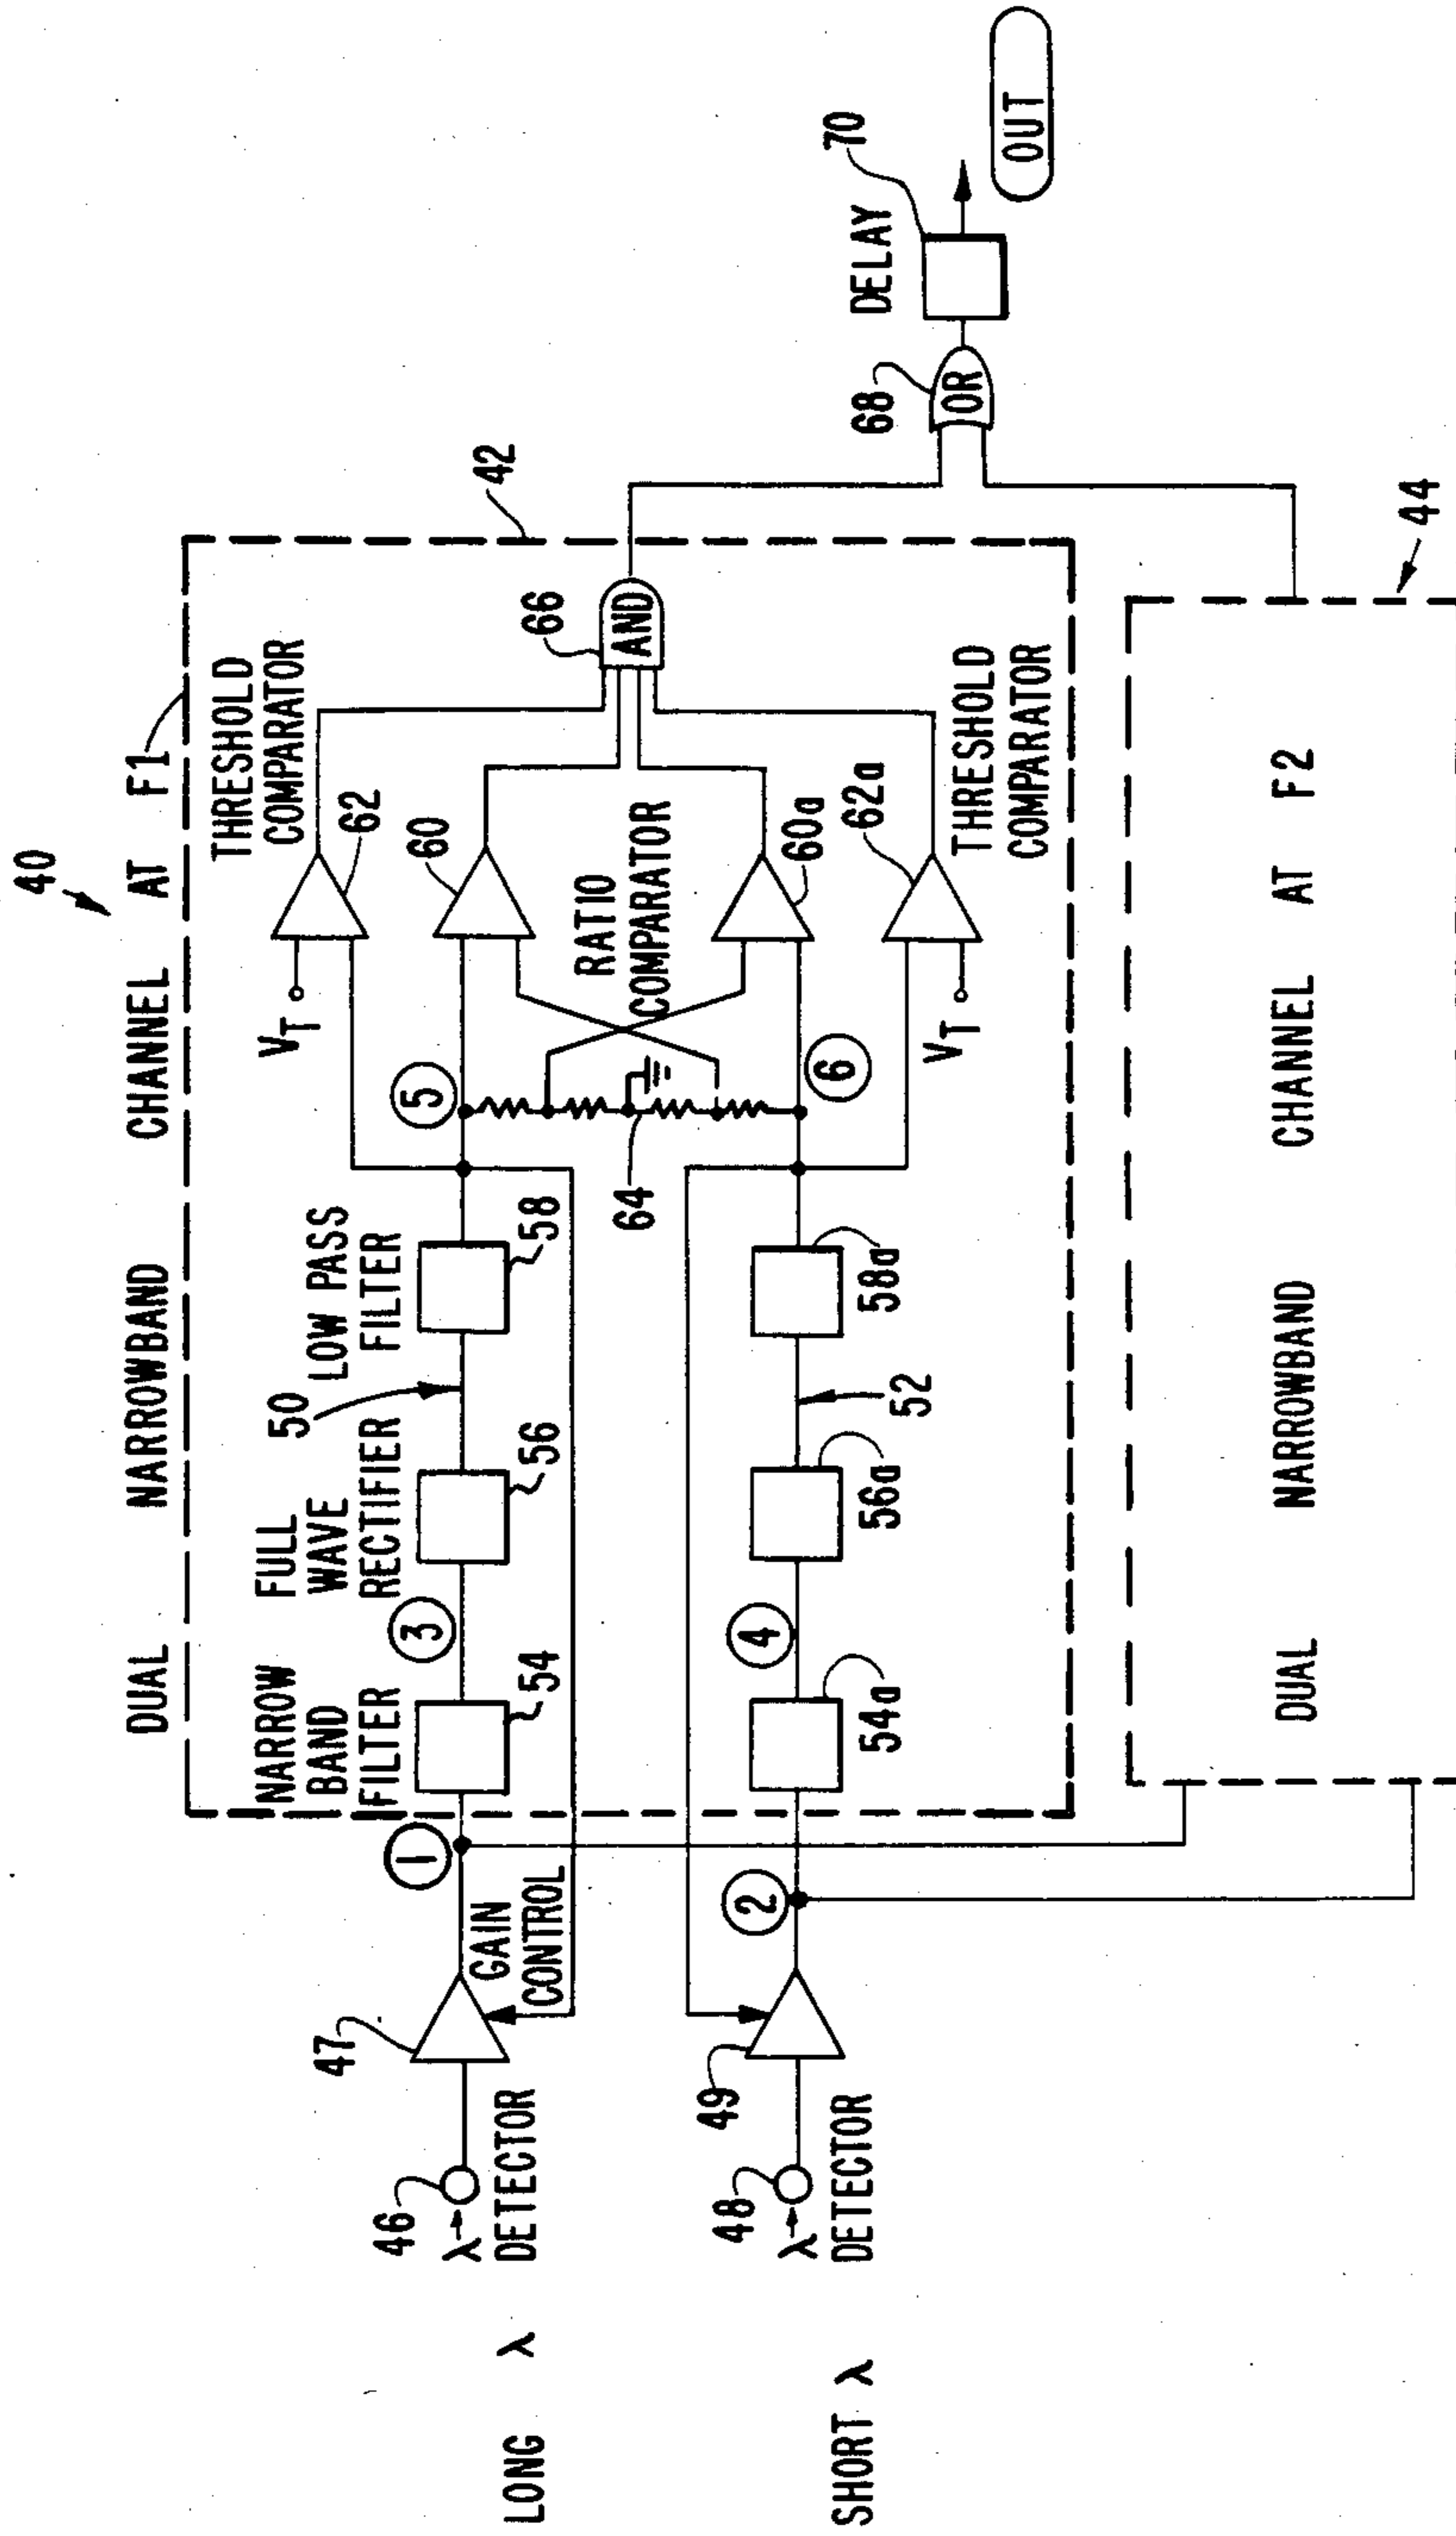 40
DUAL NARROWBAND CHANNEL AT F1
42
NARROW
BAND
FILTER
FULL
WAVE
RECTIFIER
LOW PASS
FILTER
THRESHOLD
COMPARATOR
VT
62
50
54
56
58
1
3
5
60
66
AND
47
46
λ
DETECTOR
LONG λ
GAIN
CONTROL
RATIO
COMPARATOR
64
60a
62a
6
2
4
49
48
λ
DETECTOR
SHORT λ
54a
56a
52
58a
VT
THRESHOLD
COMPARATOR
68
OR
DELAY
70
OUT
44
DUAL NARROWBAND CHANNEL AT F2